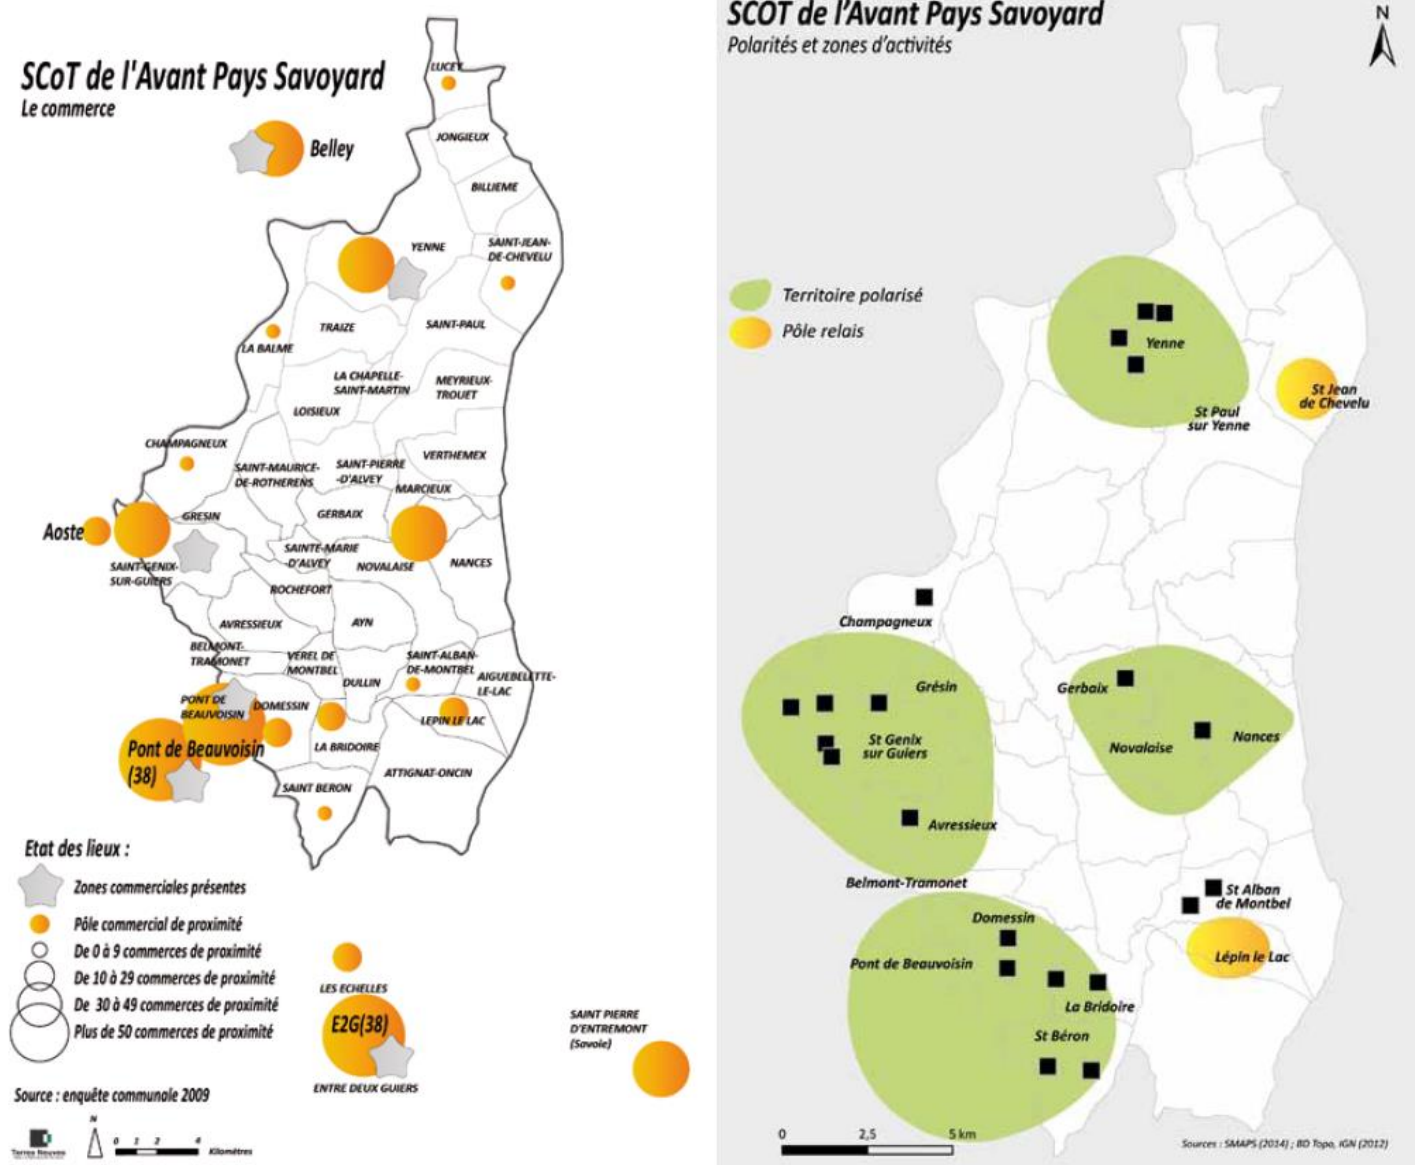 SCoT de l'Avant Pays Savoyard
Le commerce
Belley
LUCEY
JONGIEUX
BILLIEME
YENNE
SAINT-JEAN-
DE-CHEVELU
TRAIZE
SAINT-PAUL
LA BALME
LA CHAPELLE-
SAINT-MARTIN
MEYRIEUX-
TROUET
LOISIEUX
CHAMPAGNEUX
VERTHEMEX
SAINT-MAURICE-
DE-ROTHERENS
SAINT-PIERRE
-D'ALVEY
MARCIEUX
GERBAIX
GRESIN
Aoste
SAINTE-MARIE
-D'ALVEY
NOVALAISE
NANCES
SAINT-GENIX-
SUR-GUIERS
ROCHEFORT
AVRESSIEUX
AYN
BELMONT-
TRAMONET
VEREL DE
MONTBEL
SAINT-ALBAN-
DE-MONTBEL
AIGUEBELETTE-
LE-LAC
DULLIN
PONT DE
BEAUVOISIN
DOMESSIN
LEPIN LE LAC
Pont de Beauvoisin
(38)
LA BRIDOIRE
ATTIGNAT-ONCIN
SAINT BERON
Etat des lieux :
Zones commerciales présentes
Pôle commercial de proximité
De 0 à 9 commerces de proximité
De 10 à 29 commerces de proximité
De 30 à 49 commerces de proximité
Plus de 50 commerces de proximité
LES ECHELLES
E2G(38)
ENTRE DEUX GUIERS
SAINT PIERRE
D'ENTREMONT
(Savoie)
Source : enquête communale 2009
Terres Neuves
N
0 1 2 4
Kilomètres
SCOT de l'Avant Pays Savoyard
Polarités et zones d'activités
N
Territoire polarisé
Pôle relais
Yenne
St Jean
de Chevelu
St Paul
sur Yenne
Champagneux
Grésin
St Genix
sur Guiers
Avressieux
Gerbaix
Novalaise
Nances
Belmont-Tramonet
Domessin
Pont de Beauvoisin
La Bridoire
St Béron
St Alban
de Montbel
Lépin le Lac
0 2,5 5 km
Sources : SMAPS (2014) ; BD Topo, IGN (2012)